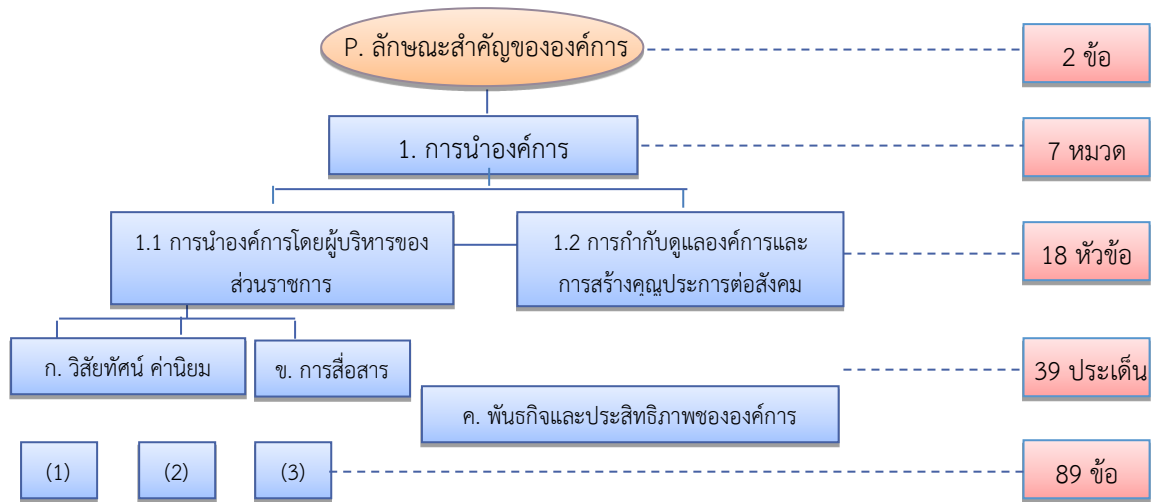 P. ลักษณะสำคัญขององค์การ
2 ข้อ
1. การนำองค์การ
7 หมวด
1.1 การนำองค์การโดยผู้บริหารของ
ส่วนราชการ
1.2 การกำกับดูแลองค์การและ
การสร้างคุณูประการต่อสังคม
18 หัวข้อ
ก. วิสัยทัศน์ ค่านิยม
ข. การสื่อสาร
39 ประเด็น
ค. พันธกิจและประสิทธิภาพชององค์การ
(1)
(2)
(3)
89 ข้อ